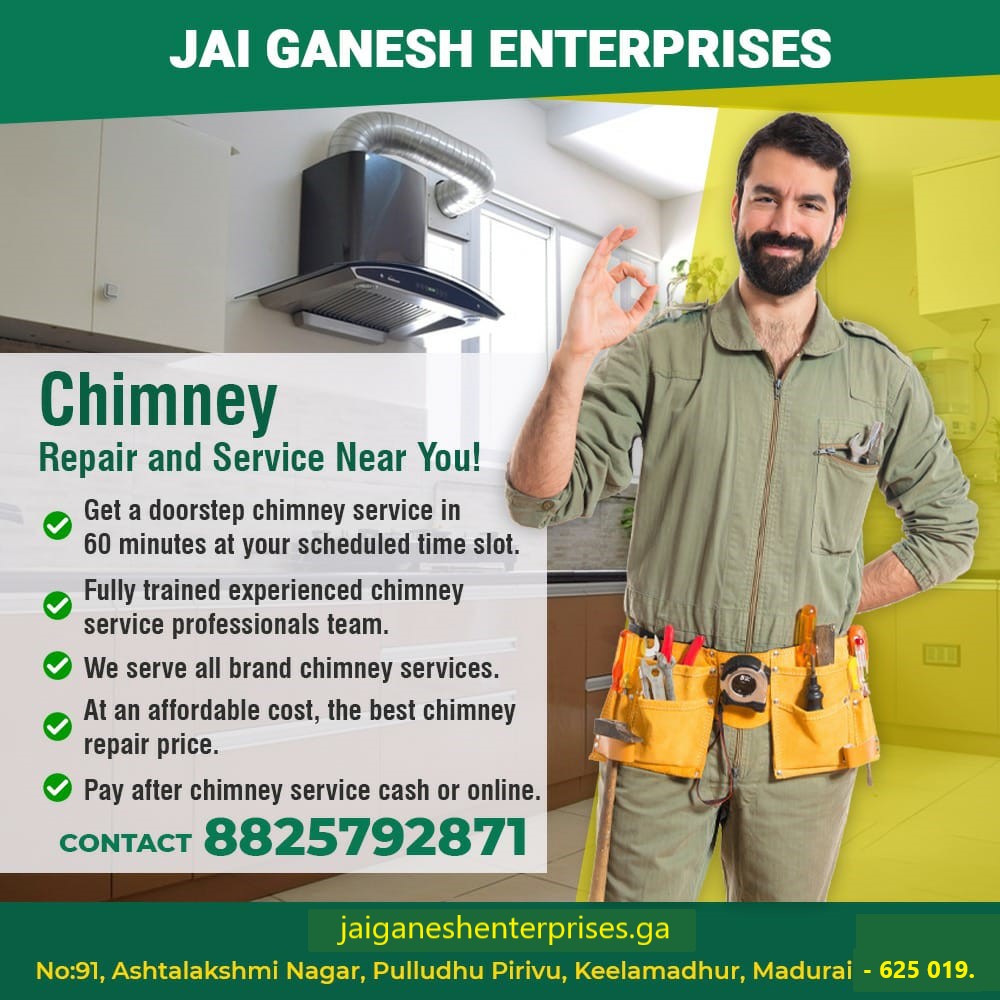 JAI GANESH ENTERPRISES
Chimney
Repair and Service Near You!
Get a doorstep chimney service in
60 minutes at your scheduled time slot.
Fully trained experienced chimney
service professionals team.
We serve all brand chimney services.
At an affordable cost, the best chimney
repair price.
Pay after chimney service cash or online.
CONTACT 8825792871
jaiganeshenterprises.ga
No:91, Ashtalakshmi Nagar, Pulludhu Pirivu, Keelamadhur, Madurai - 625 019.